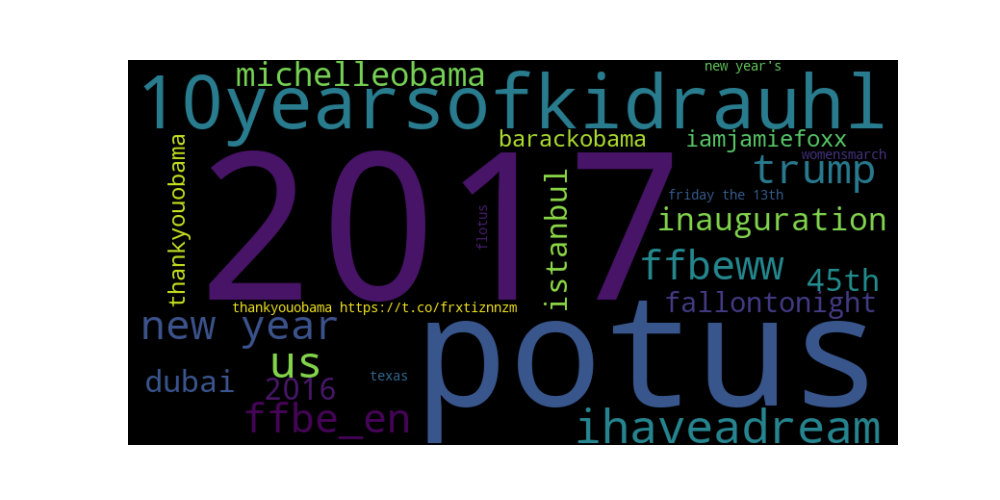 new year's
michelleobama
10yearsofkidrauhl
barackobama
iamjamiefoxx
womensmarch
trump
thankyouobama
2017
flotus
istanbul
friday the 13th
inauguration
ffbeww
45th
fallontonight
thankyouobama https://t.co/frxtiznnzm
new year
potus
us
dubai
2016
texas
ffbe_en
ihaveadream